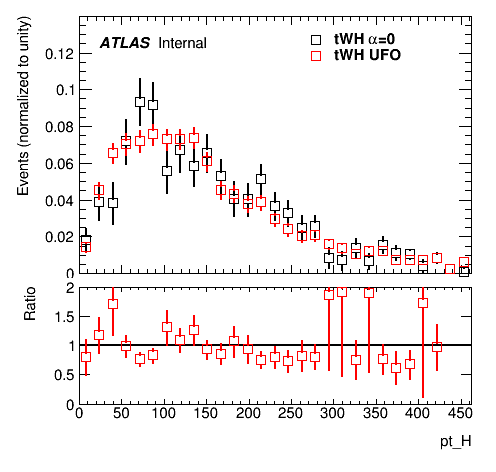 ATLAS Internal
tWH α=0
tWH UFO
Events (normalized to unity)
0.12
0.1
0.08
0.06
0.04
0.02
0
Ratio
2
1.5
1
0.5
0
0 50 100 150 200 250 300 350 400 450
pt_H